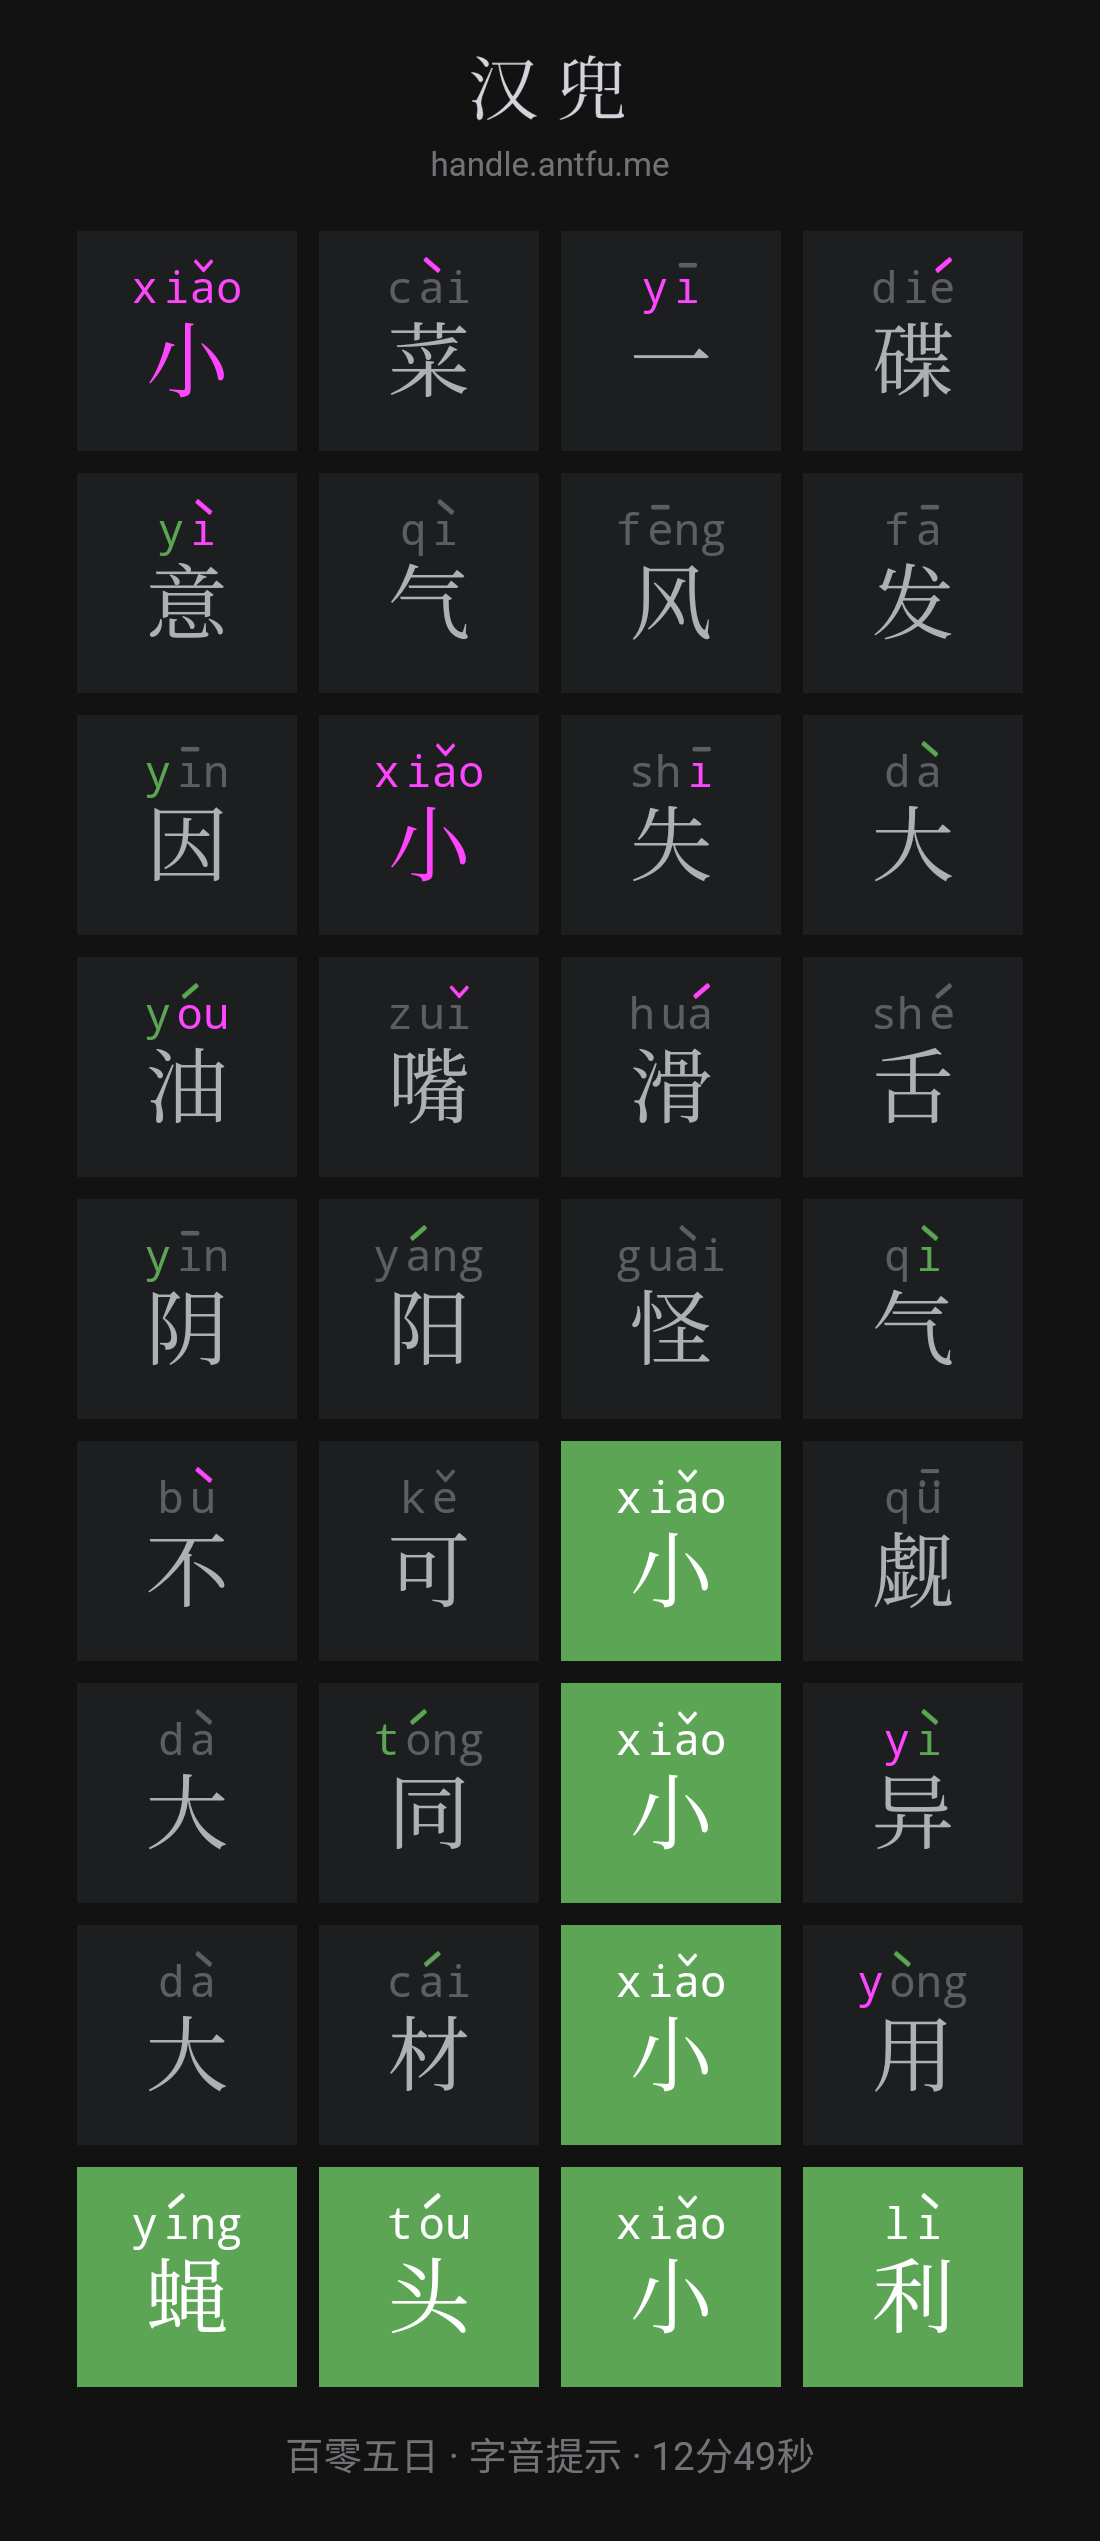 汉兜
handle.antfu.me
xiǎo cài yī dié
小菜一碟
yì qì fēng fā
意气风发
yīn xiǎo shī dà
因小失大
yóu zuǐ huá shé
油嘴滑舌
yīn yáng guài qì
阴阳怪气
bù kě xiǎo qǖ
不可小觑
dà tóng xiǎo yì
大同小异
dà cái xiǎo yòng
大材小用
yíng tóu xiǎo lì
蝇头小利
百零五日 · 字音提示 · 12分49秒